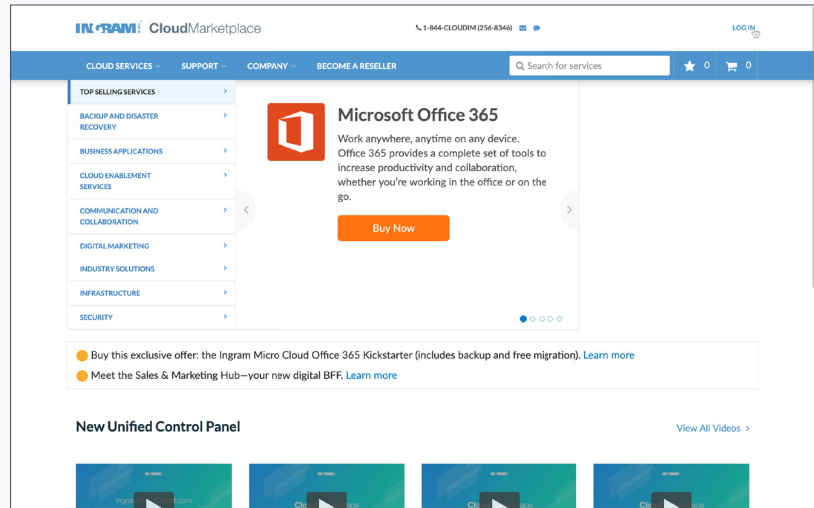 INGRAM CloudMarketplace
1-844-CLOUDIM (256-8346)
LOG IN
CLOUD SERVICES
SUPPORT
COMPANY
BECOME A RESELLER
Search for services
0
0
TOP SELLING SERVICES
BACKUP AND DISASTER
RECOVERY
BUSINESS APPLICATIONS
CLOUD ENABLEMENT
SERVICES
COMMUNICATION AND
COLLABORATION
DIGITAL MARKETING
INDUSTRY SOLUTIONS
INFRASTRUCTURE
SECURITY
Microsoft Office 365
Work anywhere, anytime on any device.
Office 365 provides a complete set of tools to
increase productivity and collaboration,
whether you're working in the office or on the
go.
Buy Now
Buy this exclusive offer: the Ingram Micro Cloud Office 365 Kickstarter (includes backup and free migration). Learn more
Meet the Sales & Marketing Hub—your new digital BFF. Learn more
New Unified Control Panel
View All Videos